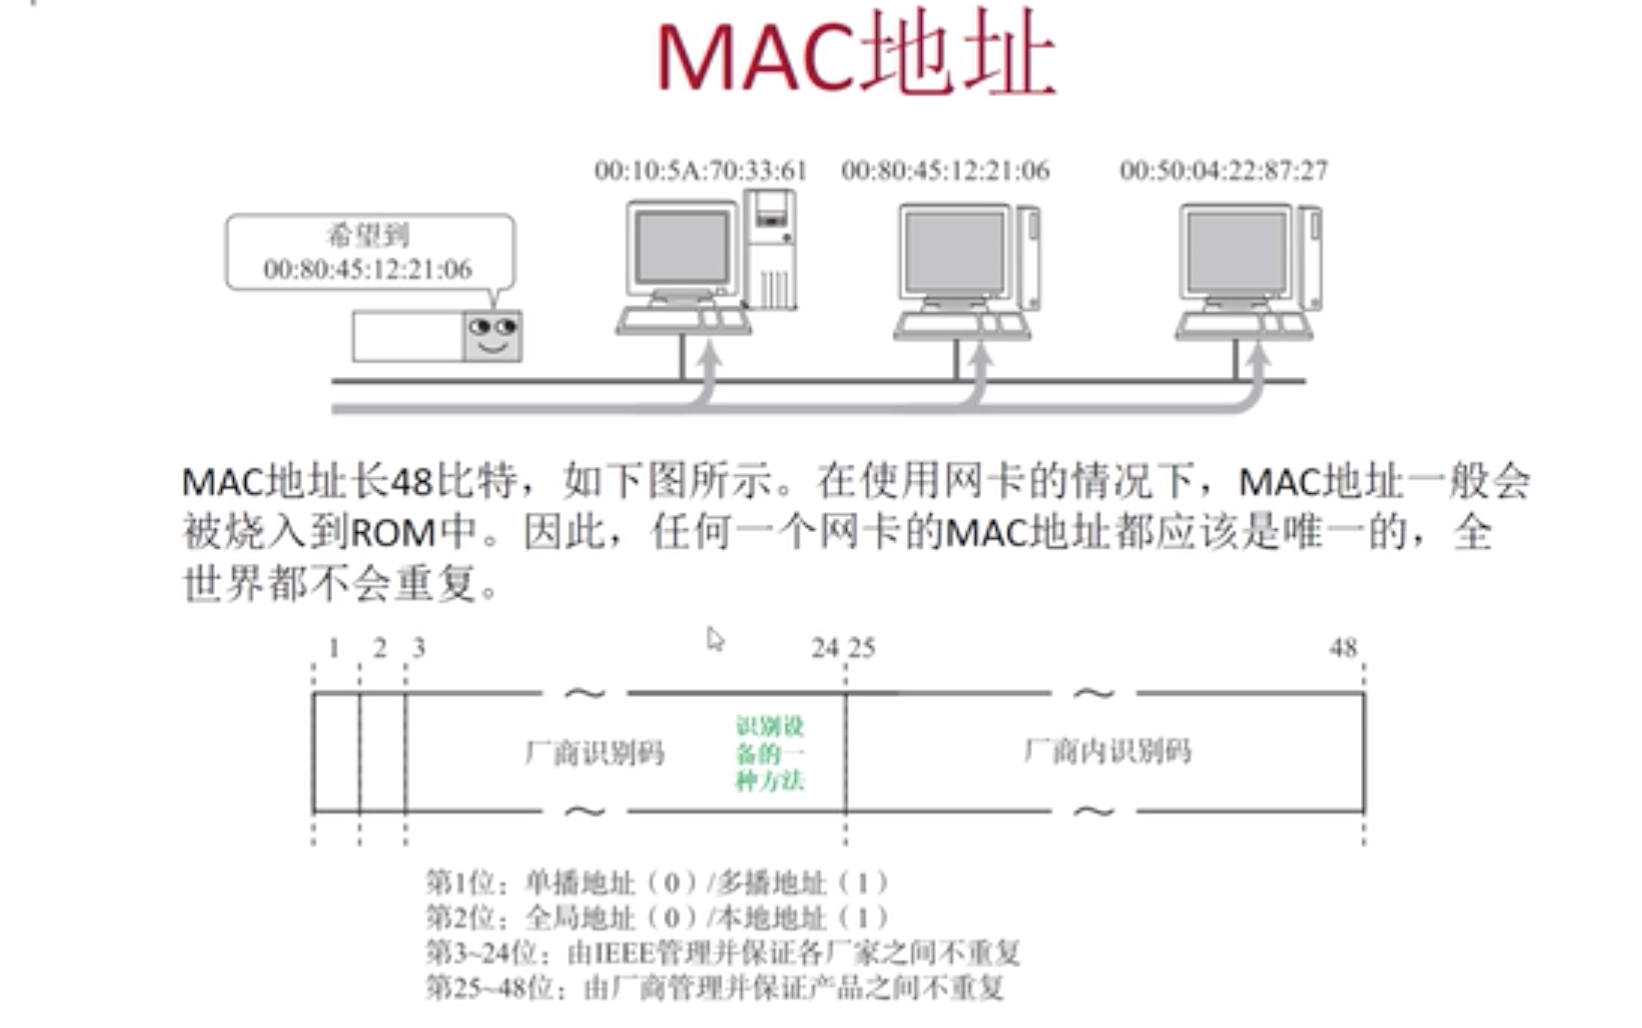 MAC地址
00:10:5A:70:33:61 00:80:45:12:21:06 00:50:04:22:87:27
希望到
00:80:45:12:21:06
MAC地址长48比特，如下图所示。在使用网卡的情况下，MAC地址一般会
被烧入到ROM中。因此，任何一个网卡的MAC地址都应该是唯一的，全
世界都不会重复。
1 2 3 24 25 48
厂商识别码
识别设
备的一
种方法
厂商内识别码
第1位：单播地址（0）/多播地址（1）
第2位：全局地址（0）/本地地址（1）
第3~24位：由IEEE管理并保证各厂家之间不重复
第25~48位：由厂商管理并保证产品之间不重复